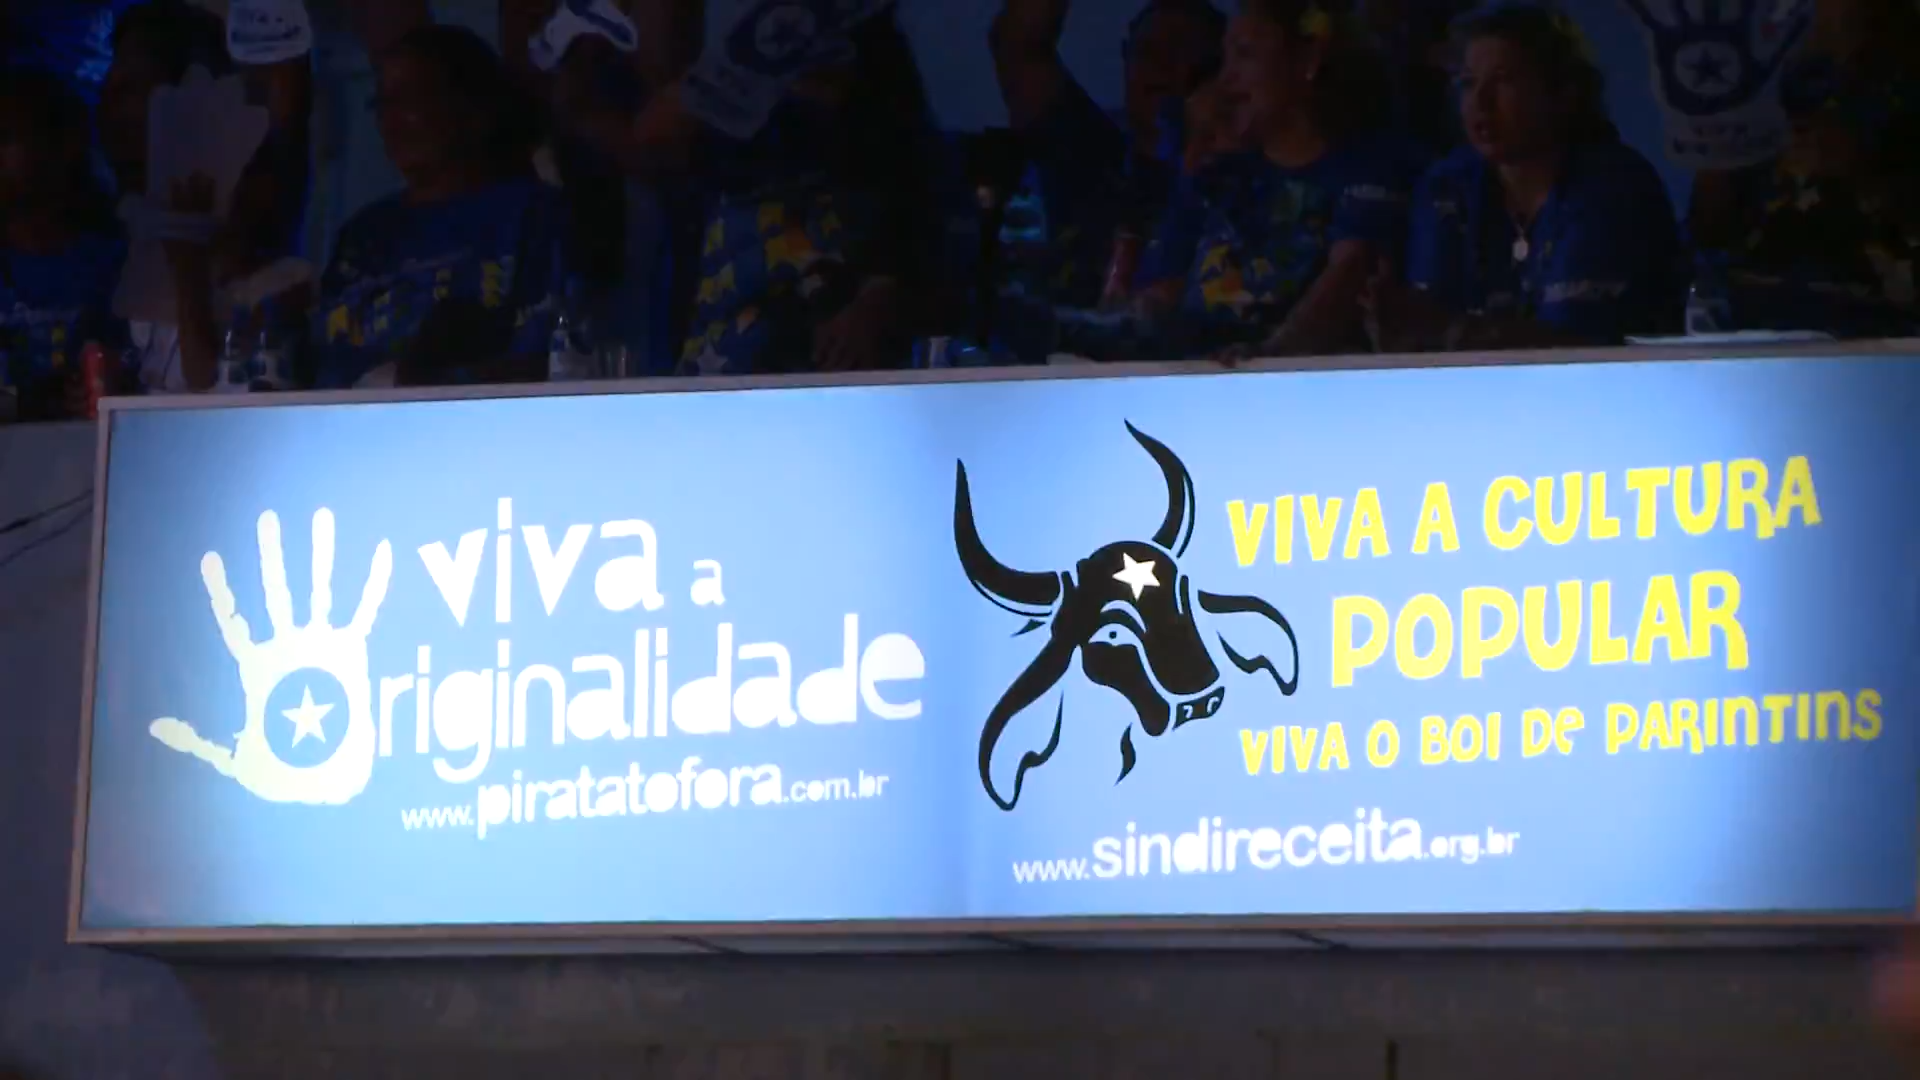 viva a
originalidade
www.piratatofora.com.br
VIVA A CULTURA
POPULAR
VIVA O BOI DE PARINTINS
www.sindireceita.org.br